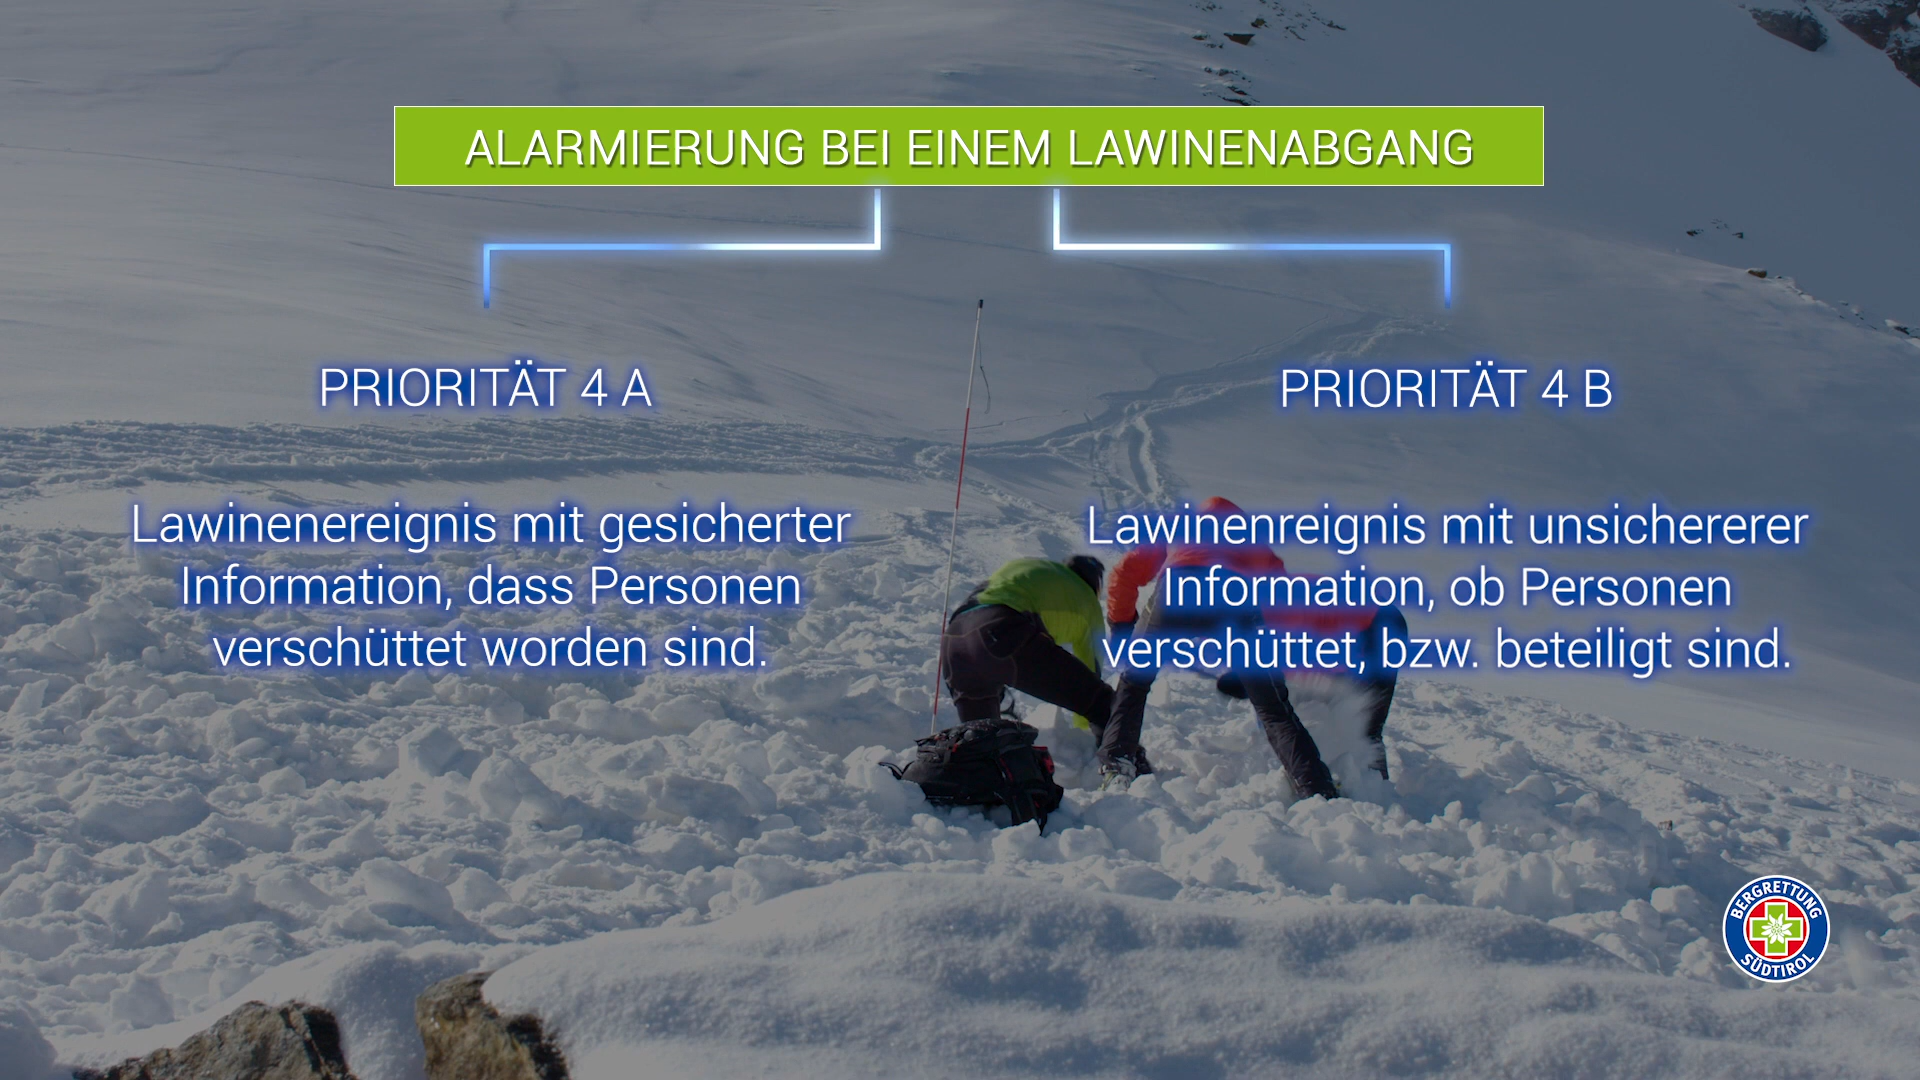 ALARMIERUNG BEI EINEM LAWINENABGANG
PRIORITÄT 4 A
Lawinenereignis mit gesicherter
Information, dass Personen
verschüttet worden sind.
PRIORITÄT 4 B
Lawinenreignis mit unsichererer
Information, ob Personen
verschüttet, bzw. beteiligt sind.
BERGRETTUNG
SÜDTIROL